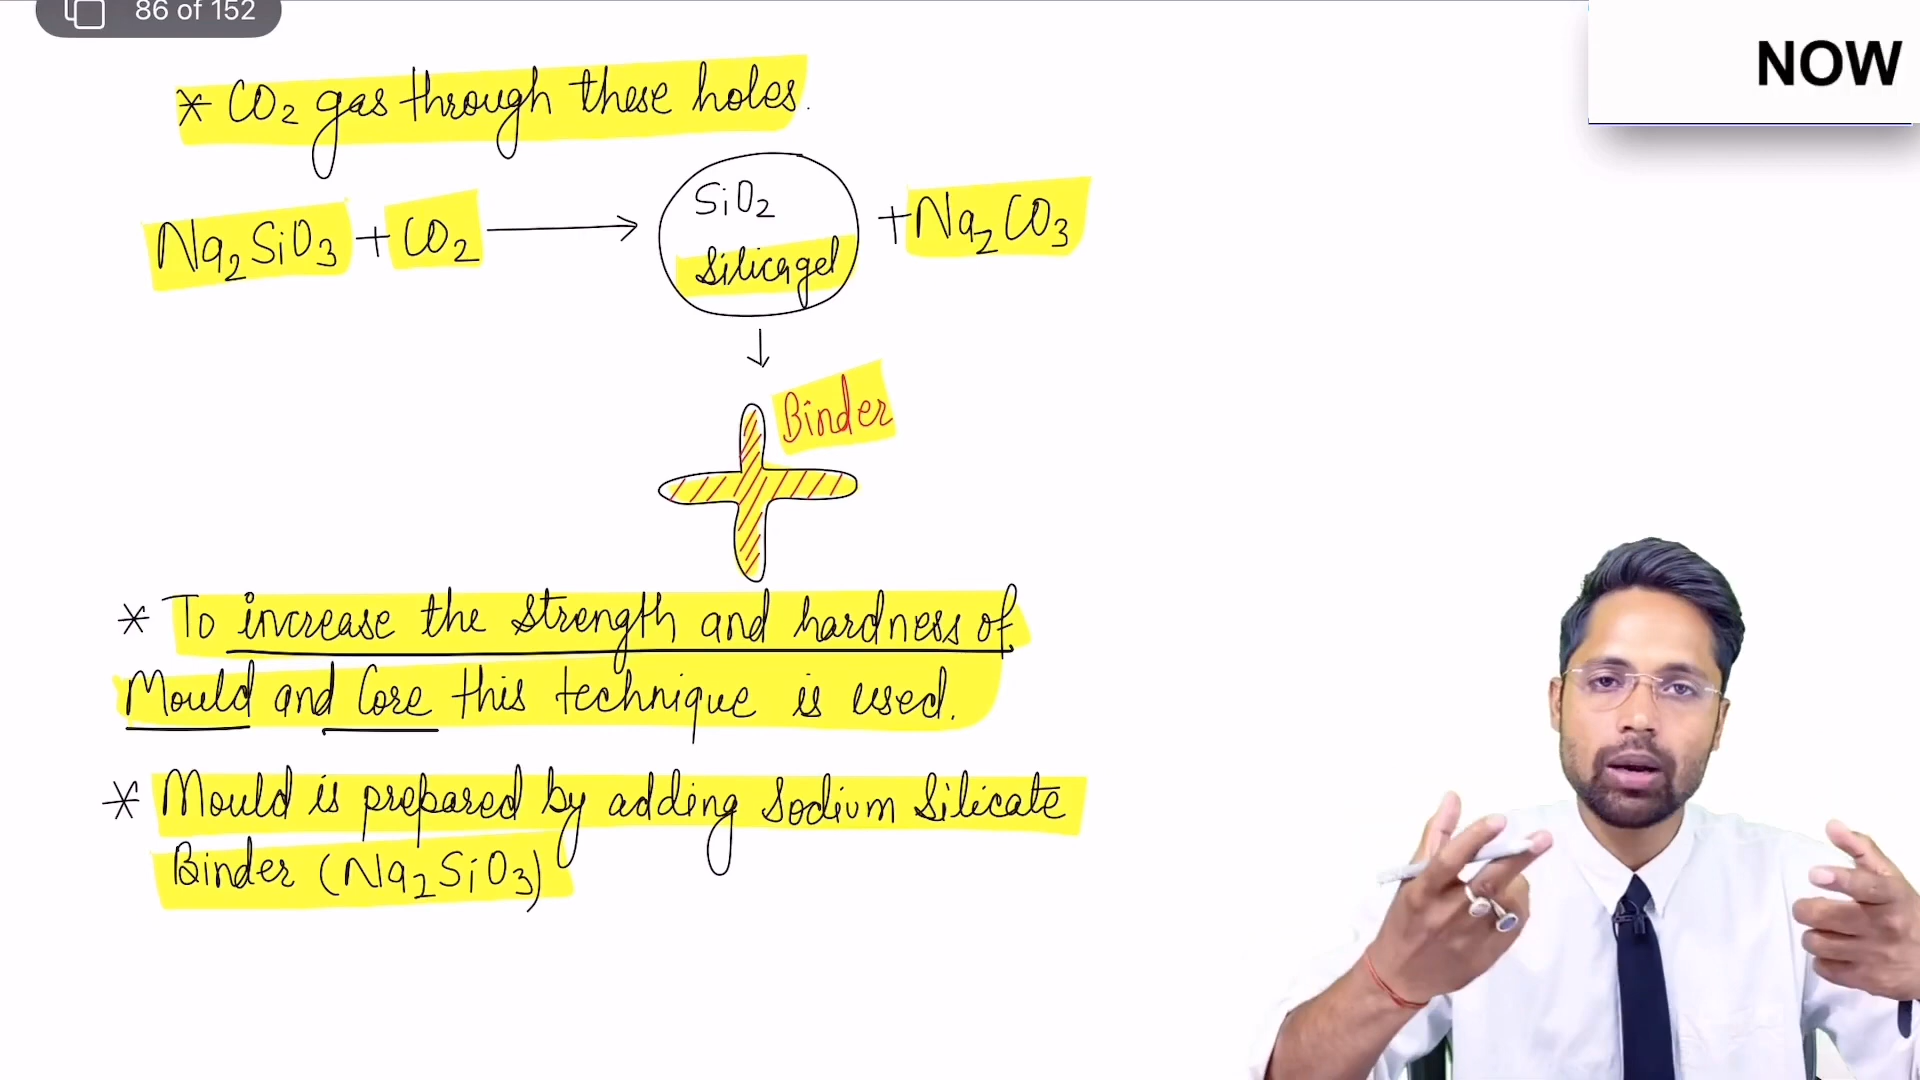 86 of 152
NOW
* CO2 gas through these holes.
Na2SiO3 + CO2 → SiO2 + Na2CO3
Silicagel
Binder
* To increase the strength and hardness of
Mould and Core this technique is used.
* Mould is prepared by adding Sodium Silicate
Binder (Na2SiO3)